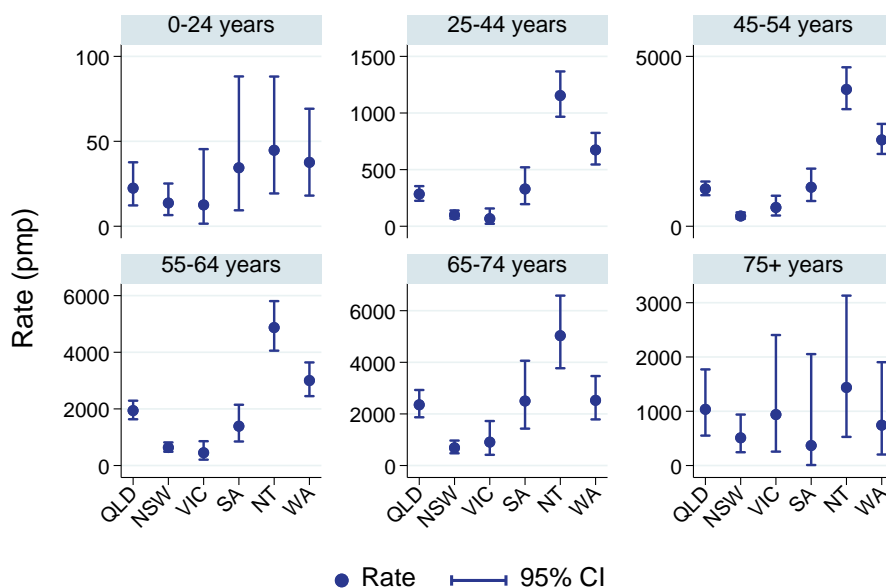 0-24 years
25-44 years
45-54 years
100
50
0
1500
1000
500
0
5000
0
55-64 years
65-74 years
75+ years
6000
4000
2000
0
6000
4000
2000
0
3000
2000
1000
0
Rate (pmp)
QLD
NSW
VIC
SA
NT
WA
QLD
NSW
VIC
SA
NT
WA
QLD
NSW
VIC
SA
NT
WA
Rate
95% CI